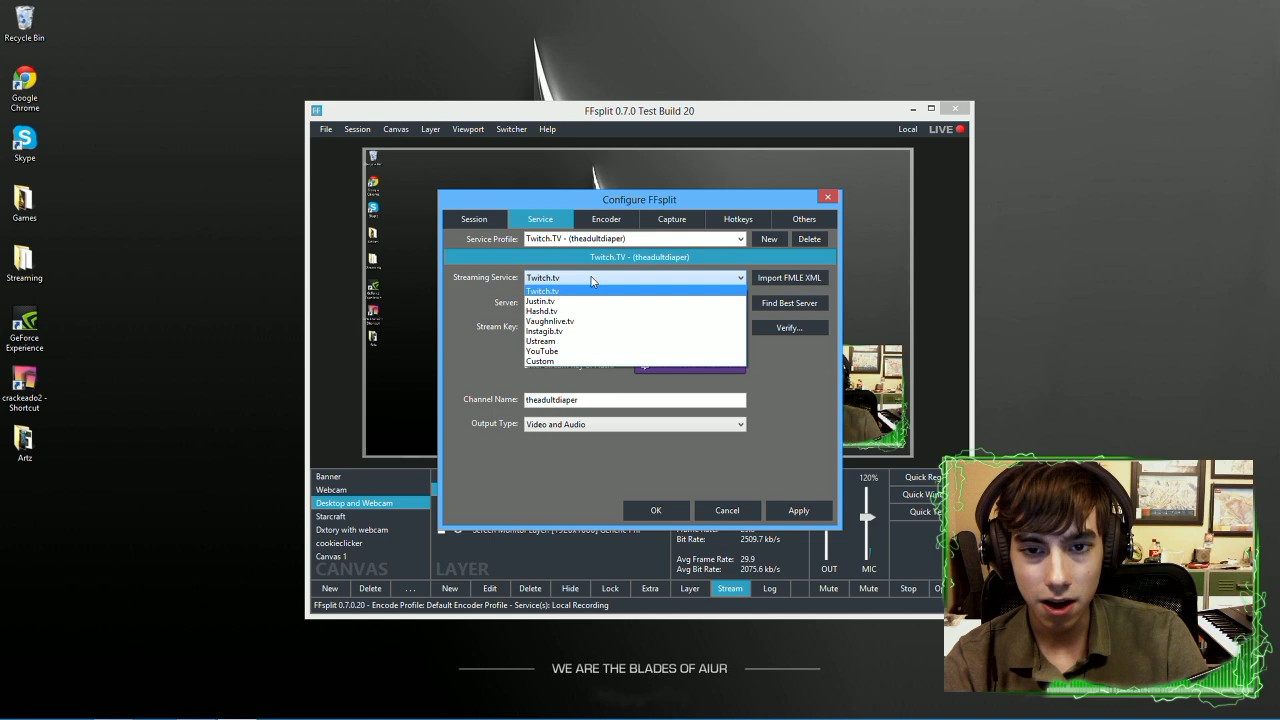 Recycle Bin
Google
Chrome
Skype
Games
Streaming
GeForce
Experience
crackeado2 -
Shortcut
Artz
FF
FFsplit 0.7.0 Test Build 20
File Session Canvas Layer Viewport Switcher Help Local LIVE
Configure FFsplit
Session Service Encoder Capture Hotkeys Others
Service Profile: Twitch.TV - (theadultdiaper) New Delete
Twitch.TV - (theadultdiaper)
Streaming Service: Twitch.tv Import FMLE XML
Twitch.tv
Justin.tv
Server: Find Best Server
Hashd.tv
Vaughnlive.tv
Stream Key: Verify...
Instagib.tv
Ustream
YouTube
Custom
Channel Name: theadultdiaper
Output Type: Video and Audio
OK Cancel Apply
Banner
Webcam
Desktop and Webcam
Starcraft
Dxtory with webcam
cookieclicker
Canvas 1
CANVAS
LAYER
Bit Rate: 2509.7 kb/s
Avg Frame Rate: 29.9
Avg Bit Rate: 2075.6 kb/s
120%
OUT MIC
Quick
Quick
Quick
New Delete ... New Edit Delete Hide Lock Extra Layer Stream Log Mute Mute Stop
FFsplit 0.7.0.20 - Encode Profile: Default Encoder Profile - Service(s): Local Recording
WE ARE THE BLADES OF AIUR